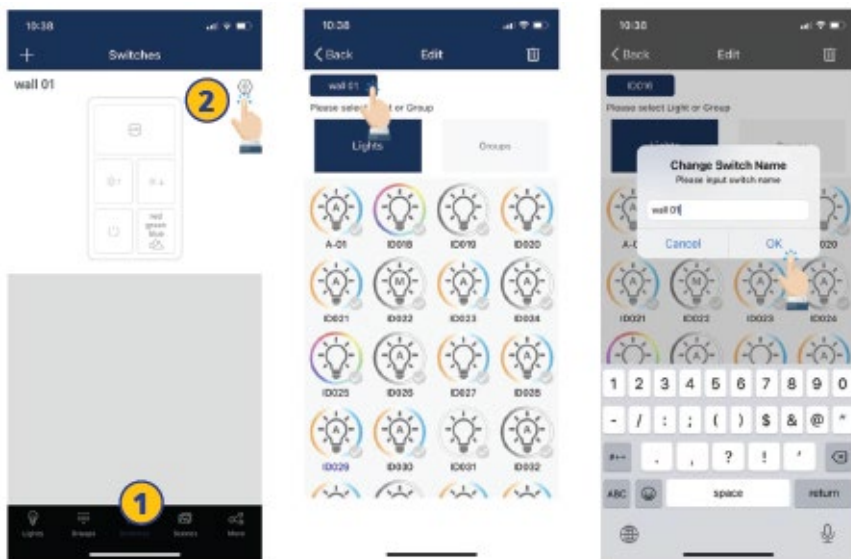 10:38
Switches
wall 01
2
red
green
blue
1
Lights
Groups
Switches
Scenes
More
10:38
Back
Edit
wall 01
Please select Light or Group
Lights
Groups
A-01
ID018
ID019
ID020
ID021
ID022
ID023
ID024
ID025
ID026
ID027
ID028
ID029
ID030
ID031
ID032
10:38
Back
Edit
ID016
Please select Light or Group
Change Switch Name
Please input switch name
wall 01
Cancel
OK
ID021
ID022
ID023
ID024
1 2 3 4 5 6 7 8 9 0
- / : ; ( ) $ & @ "
#+=
. , ? ! '
ABC
space
return